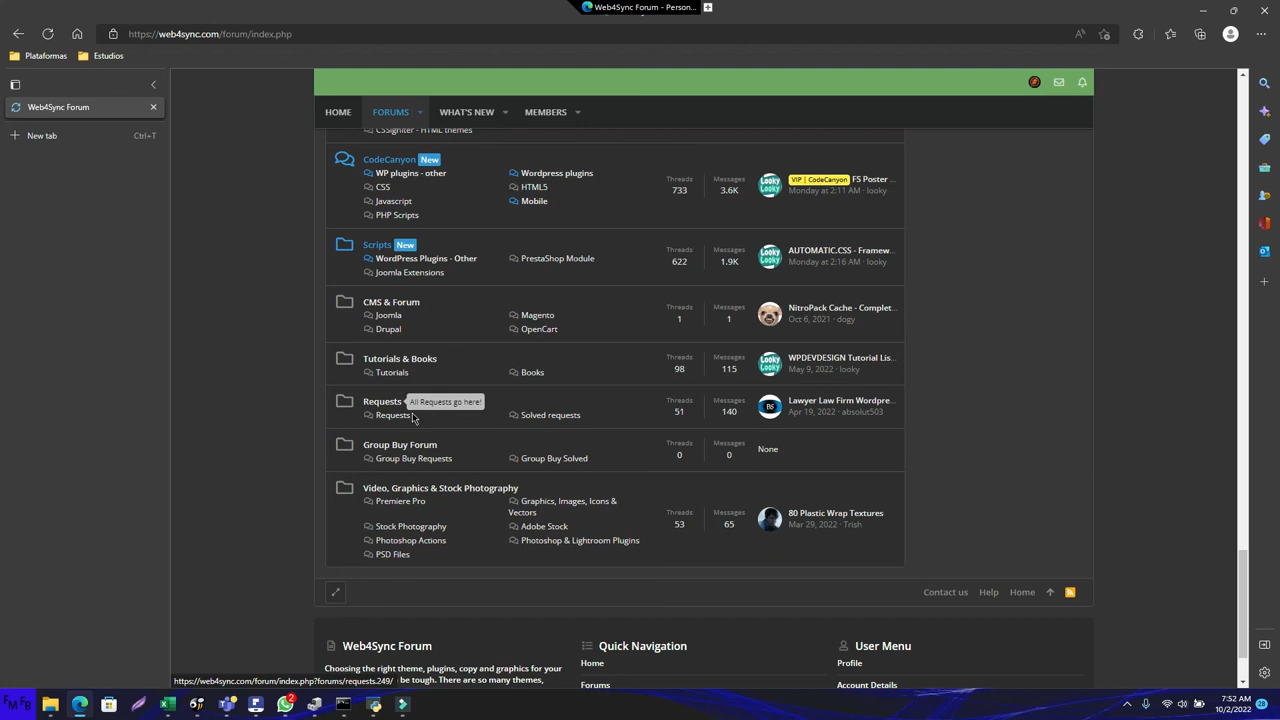 Web4Sync Forum - Person...
https://web4sync.com/forum/index.php
Plataformas
Estudios
Web4Sync Forum
New tab
Ctrl+T
HOME
FORUMS
WHAT'S NEW
MEMBERS
CSSIgniter - HTML themes
CodeCanyon New
WP plugins - other
Wordpress plugins
CSS
HTML5
Javascript
Mobile
PHP Scripts
Threads
733
Messages
3.6K
VIP | CodeCanyon FS Poster ...
Monday at 2:11 AM · looky
Scripts New
WordPress Plugins - Other
PrestaShop Module
Joomla Extensions
Threads
622
Messages
1.9K
AUTOMATIC.CSS - Framew...
Monday at 2:16 AM · looky
CMS & Forum
Joomla
Magento
Drupal
OpenCart
Threads
1
Messages
1
NitroPack Cache - Complet...
Oct 6, 2021 · dogy
Tutorials & Books
Tutorials
Books
Threads
98
Messages
115
WPDEVDESIGN Tutorial Lis...
May 9, 2022 · looky
Requests
All Requests go here!
Requests
Solved requests
Threads
51
Messages
140
BS
Lawyer Law Firm Wordpre...
Apr 19, 2022 · absolut503
Group Buy Forum
Group Buy Requests
Group Buy Solved
Threads
0
Messages
0
None
Video, Graphics & Stock Photography
Premiere Pro
Graphics, Images, Icons &
Vectors
Stock Photography
Adobe Stock
Photoshop Actions
Photoshop & Lightroom Plugins
PSD Files
Threads
53
Messages
65
80 Plastic Wrap Textures
Mar 29, 2022 · Trish
Contact us
Help
Home
Web4Sync Forum
Quick Navigation
User Menu
Choosing the right theme, plugins, copy and graphics for your
be tough. There are so many themes,
Home
Profile
Forums
Account Details
https://web4sync.com/forum/index.php?forums/requests.249/
2
7:52 AM
10/2/2022
28